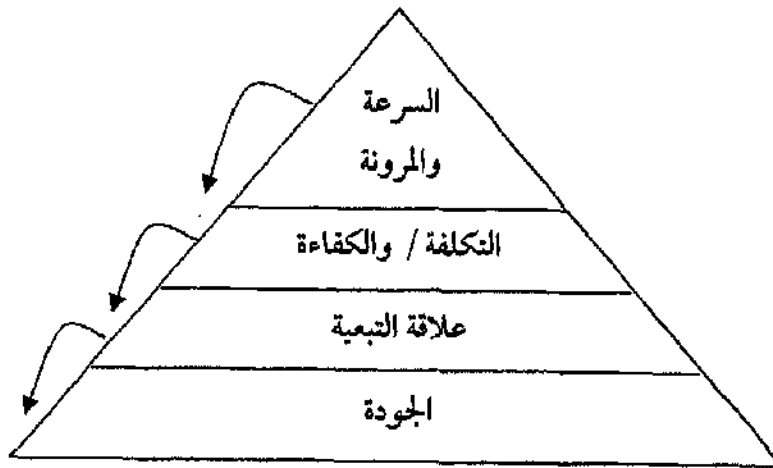 السرعة
والمرونة
التكلفة / والكفاءة
علاقة التبعية
الجودة